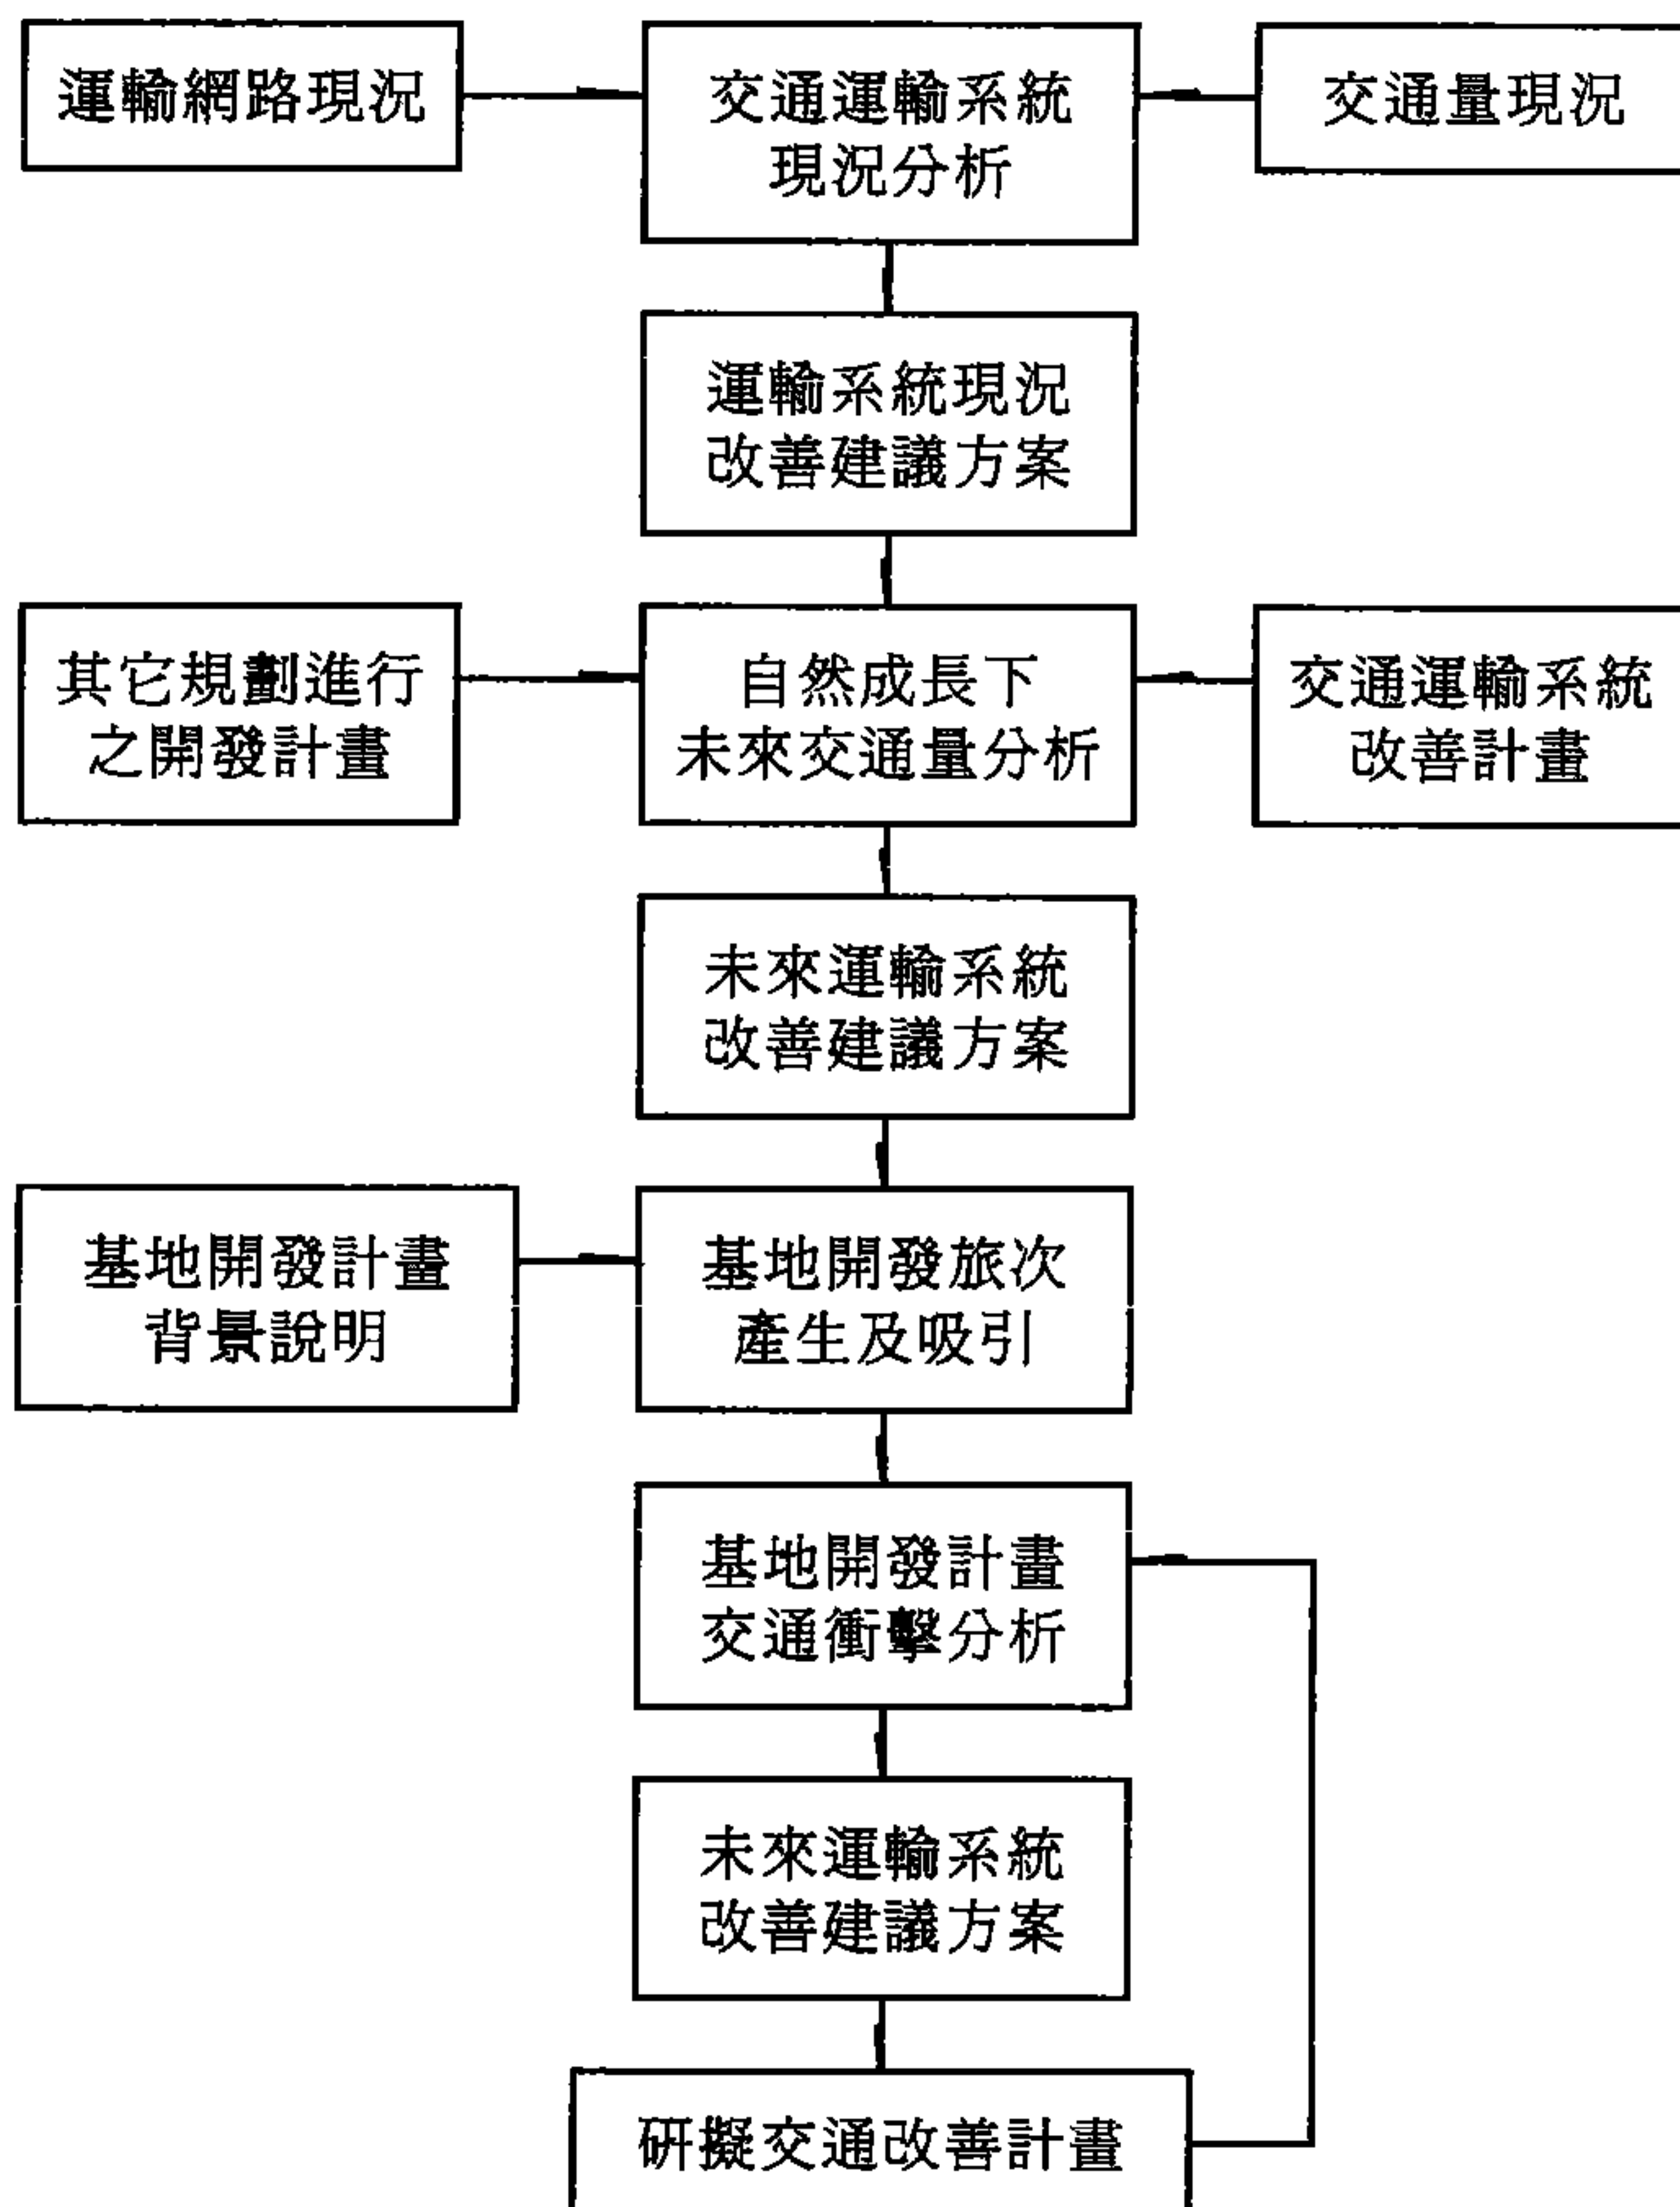 運輸網路現況
交通運輸系統
現況分析
交通量現況
運輸系統現況
改善建議方案
其它規劃進行
之開發計畫
自然成長下
未來交通量分析
交通運輸系統
改善計畫
未來運輸系統
改善建議方案
基地開發計畫
背景說明
基地開發旅次
產生及吸引
基地開發計畫
交通衝擊分析
未來運輸系統
改善建議方案
研擬交通改善計畫